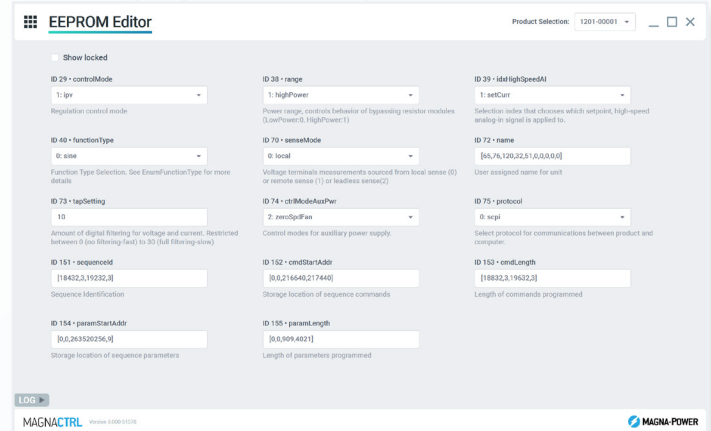 EEPROM Editor
Product Selection: 1201-00001
Show locked
ID 29 • controlMode
1: ipv
Regulation control mode
ID 38 • range
1: highPower
Power range, controls behavior of bypassing resistor modules
(LowPower:0, HighPower:1)
ID 39 • idxHighSpeedAI
1: setCurr
Selection index that chooses which setpoint, high-speed
analog-in signal is applied to.
ID 40 • functionType
0: sine
Function Type Selection. See EnumFunctionType for more
details
ID 70 • senseMode
0: local
Voltage terminals measurements sourced from local sense (0)
or remote sense (1) or leadless sense(2)
ID 72 • name
[65,76,120,32,51,0,0,0,0,0]
User assigned name for unit
ID 73 • tapSetting
10
Amount of digital filtering for voltage and current. Restricted
between 0 (no filtering-fast) to 30 (full filtering-slow)
ID 74 • ctrlModeAuxPwr
2: zeroSpdFan
Control modes for auxiliary power supply.
ID 75 • protocol
0: scpi
Select protocol for communications between product and
computer.
ID 151 • sequenceId
[18432,3,19232,3]
Sequence Identification
ID 152 • cmdStartAddr
[0,0,216640,217440]
Storage location of sequence commands
ID 153 • cmdLength
[18832,3,19632,3]
Length of commands programmed
ID 154 • paramStartAddr
[0,0,263520256,9]
Storage location of sequence parameters
ID 155 • paramLength
[0,0,909,4021]
Length of parameters programmed
LOG
MAGNACTRL
MAGNA-POWER